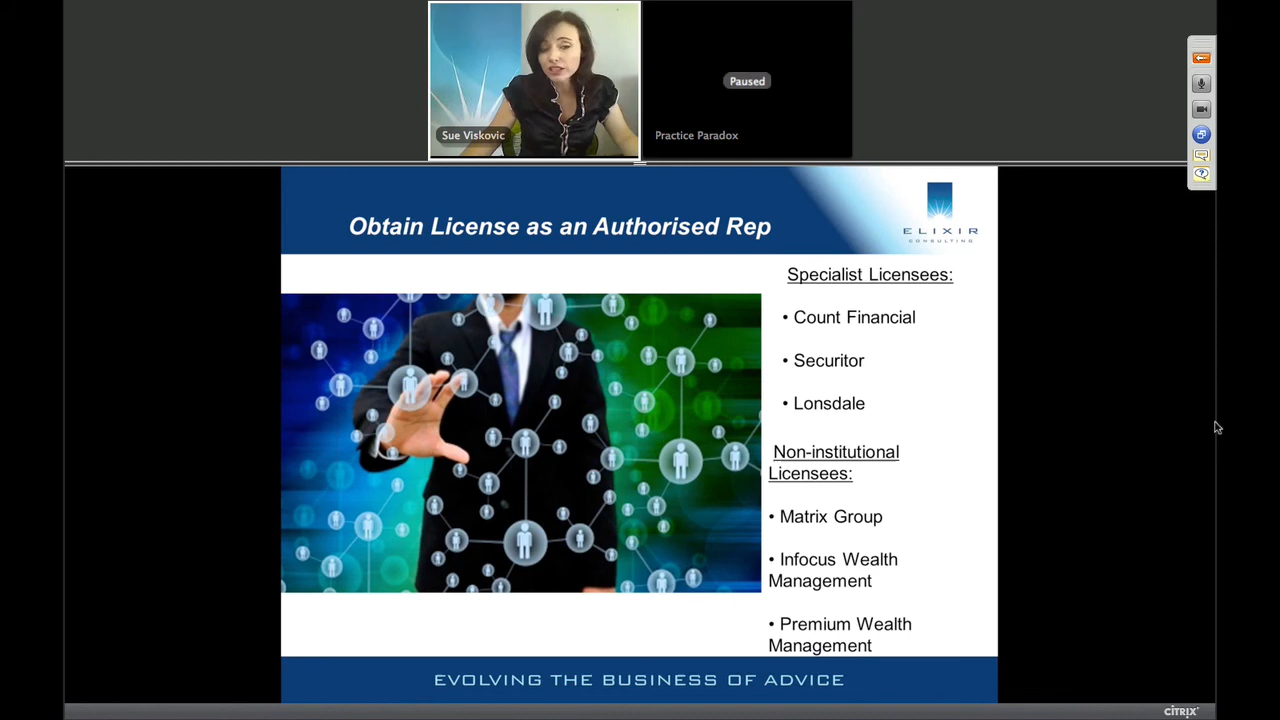 Paused
Sue Viskovic
Practice Paradox
Obtain License as an Authorised Rep
ELIXIR
CONSULTING
Specialist Licensees:
• Count Financial
• Securitor
• Lonsdale
Non-institutional
Licensees:
• Matrix Group
• Infocus Wealth
Management
• Premium Wealth
Management
EVOLVING THE BUSINESS OF ADVICE
CITRIX